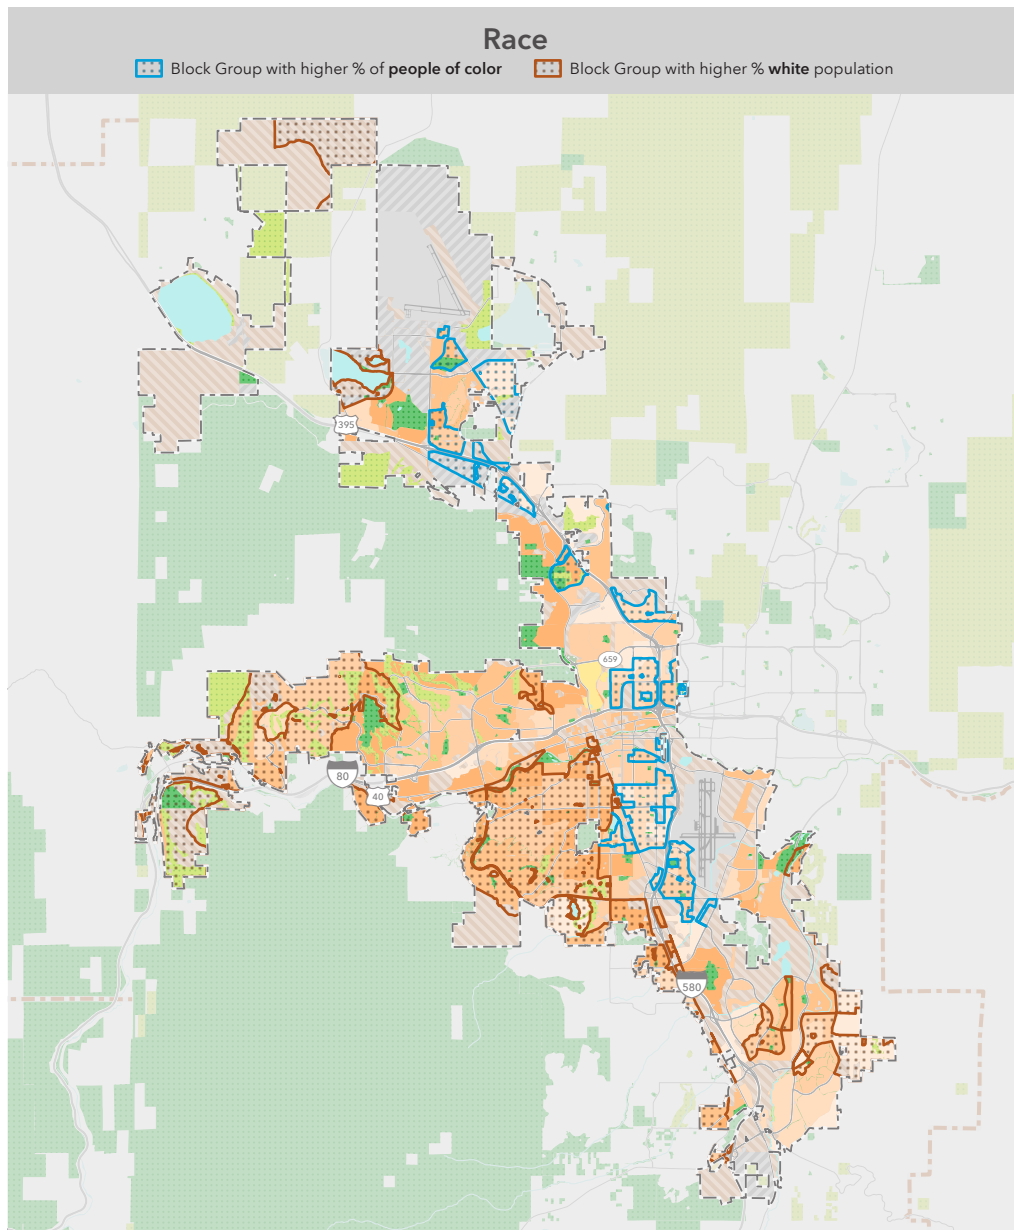 Race
Block Group with higher % of people of color
Block Group with higher % white population
395
659
80
40
580